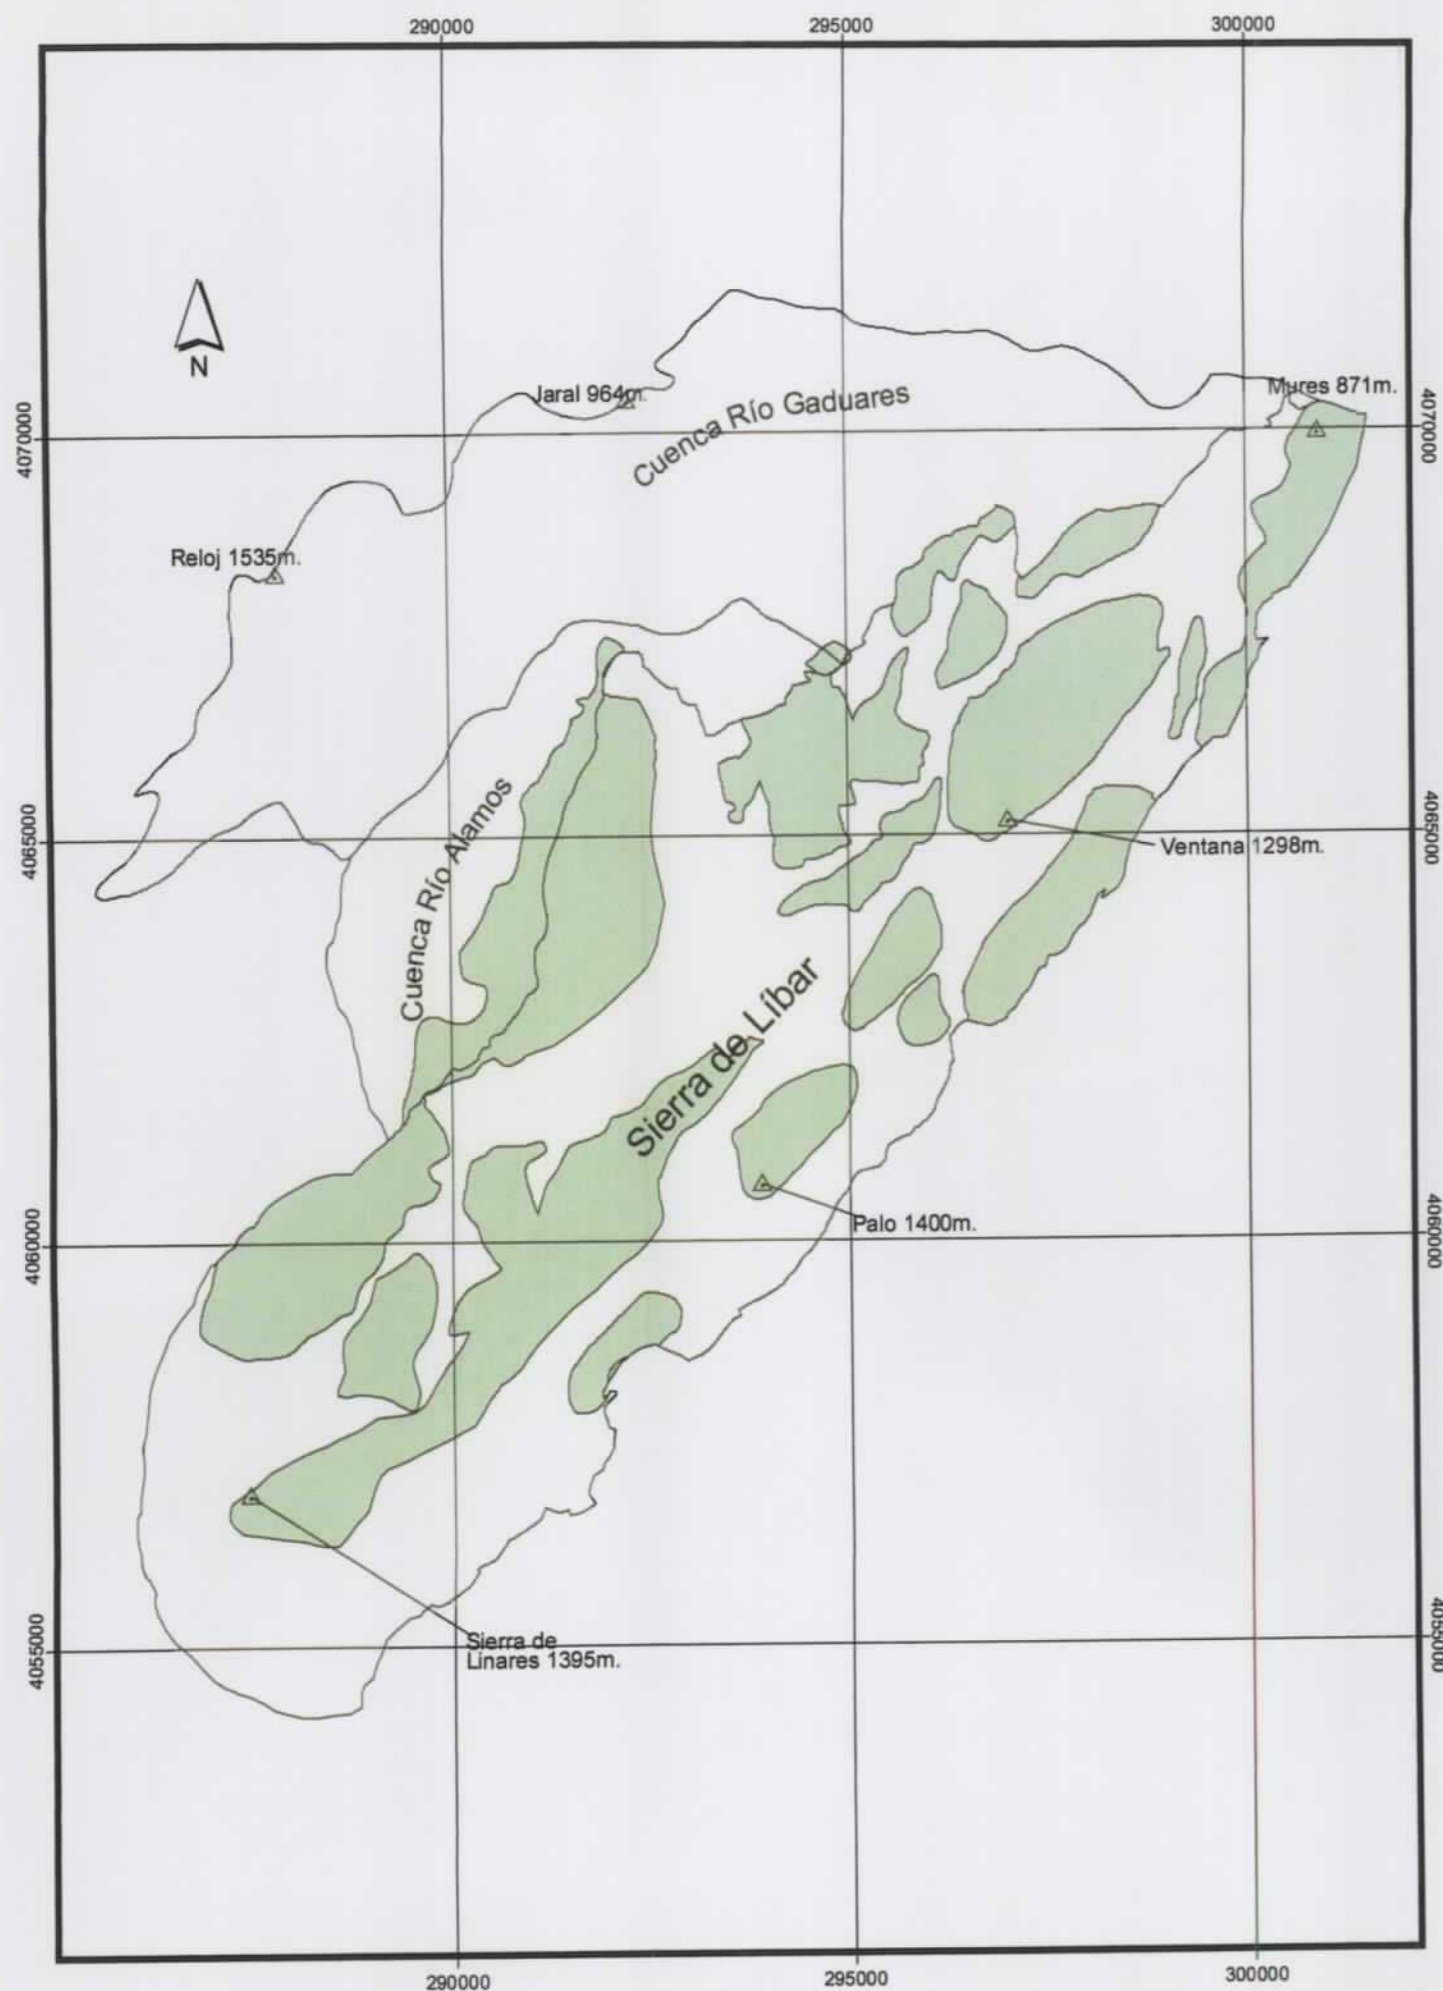 290000
295000
300000
N
Jaral 964m.
Mures 871m.
Cuenca Río Gaduares
4070000
4070000
Reloj 1535m.
Cuenca Río Alamos
4065000
4065000
Ventana 1298m.
Sierra de Líbar
Palo 1400m.
4060000
4060000
Sierra de
Linares 1395m.
4055000
4055000
290000
295000
300000